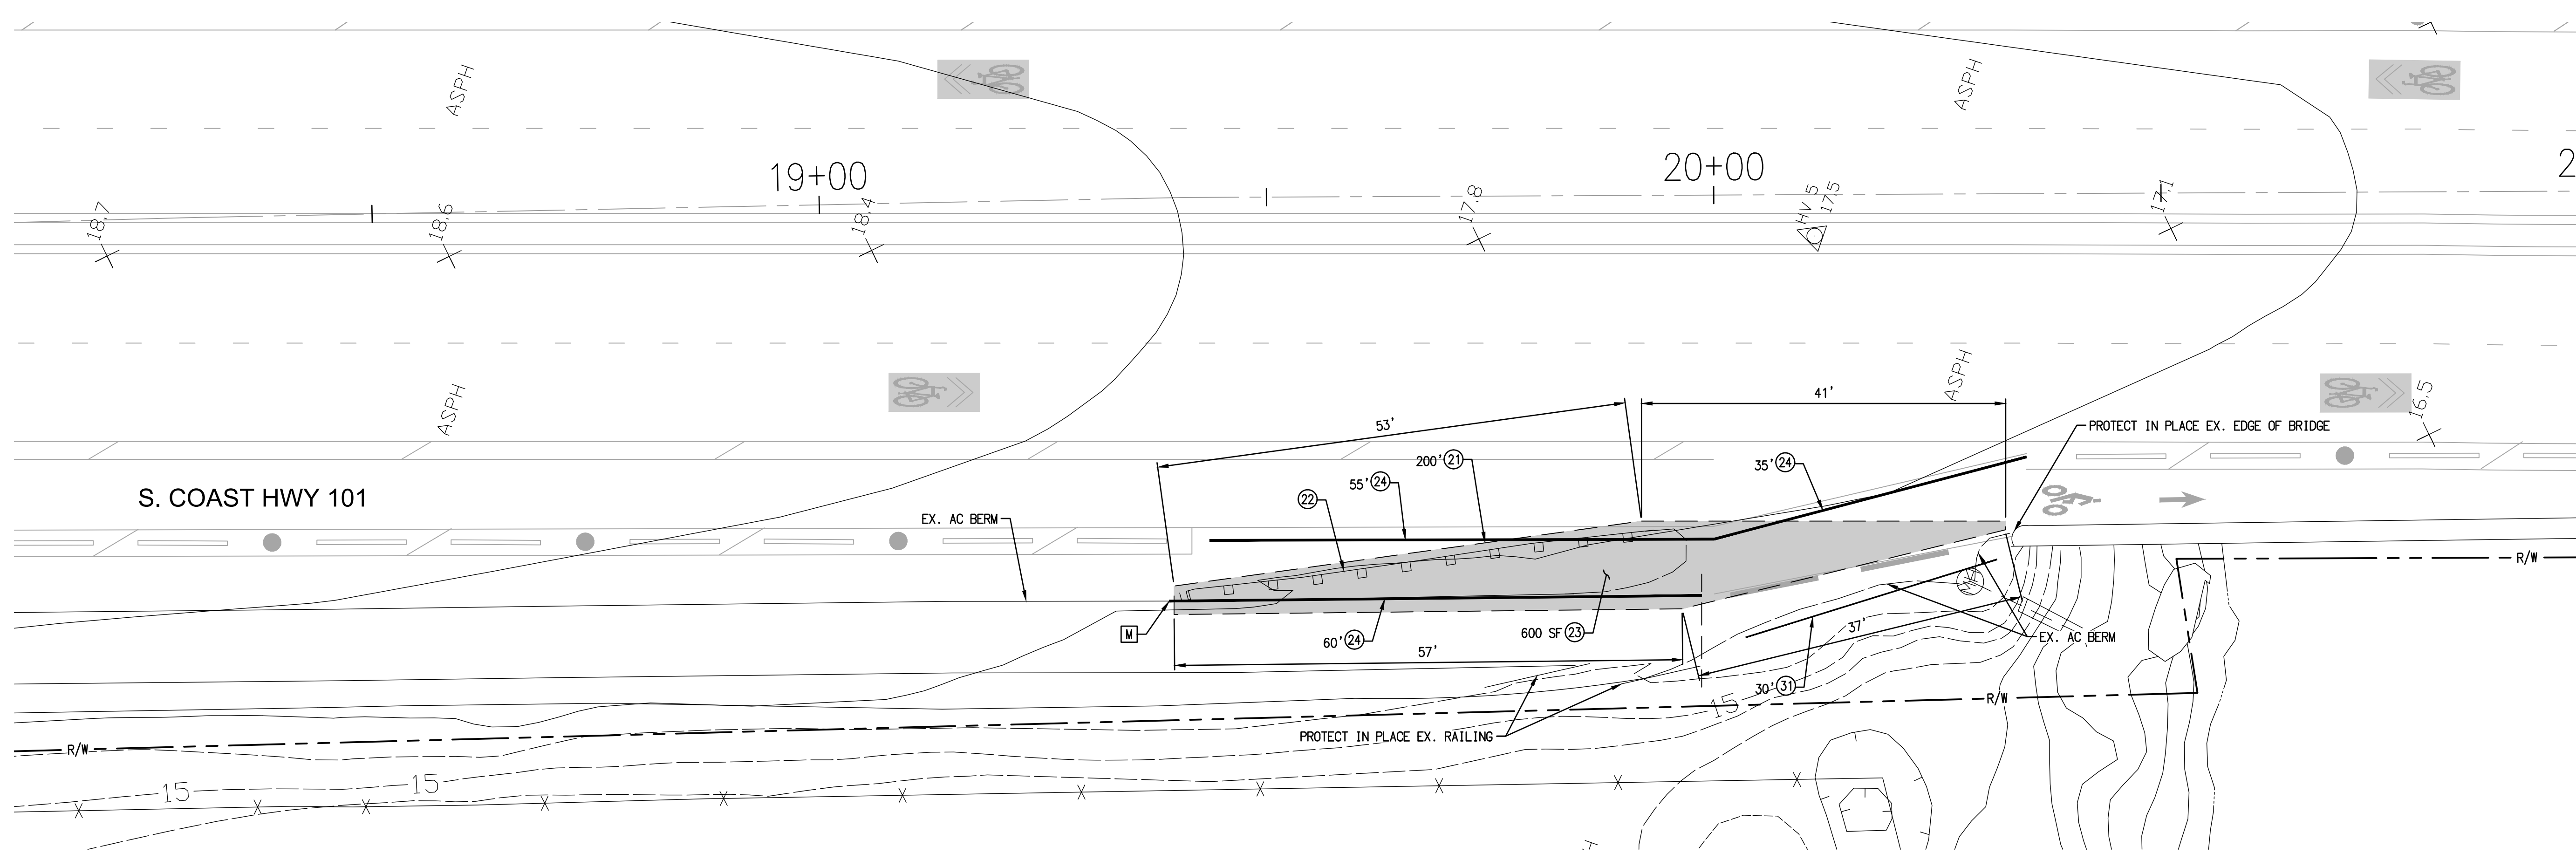 ASPH
ASPH
19+00
20+00
2
18.7
18.6
18.4
17.8
HV 5
17.5
17.1
ASPH
ASPH
16.5
41'
53'
PROTECT IN PLACE EX. EDGE OF BRIDGE
200' 21
35' 24
55' 24
22
S. COAST HWY 101
EX. AC BERM
R/W
M
60' 24
600 SF 23
37'
EX. AC BERM
57'
30' 31
15
R/W
PROTECT IN PLACE EX. RAILING
R/W
15
15